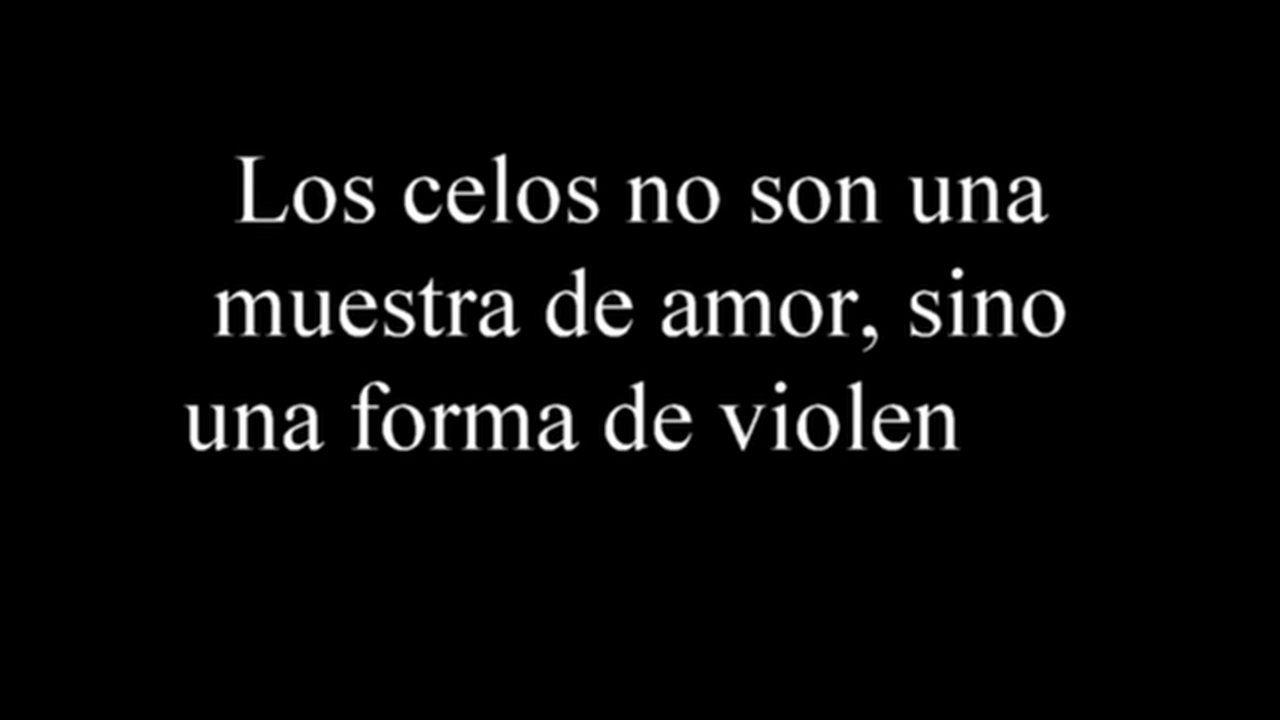 Los celos no son una
muestra de amor, sino
una forma de violen